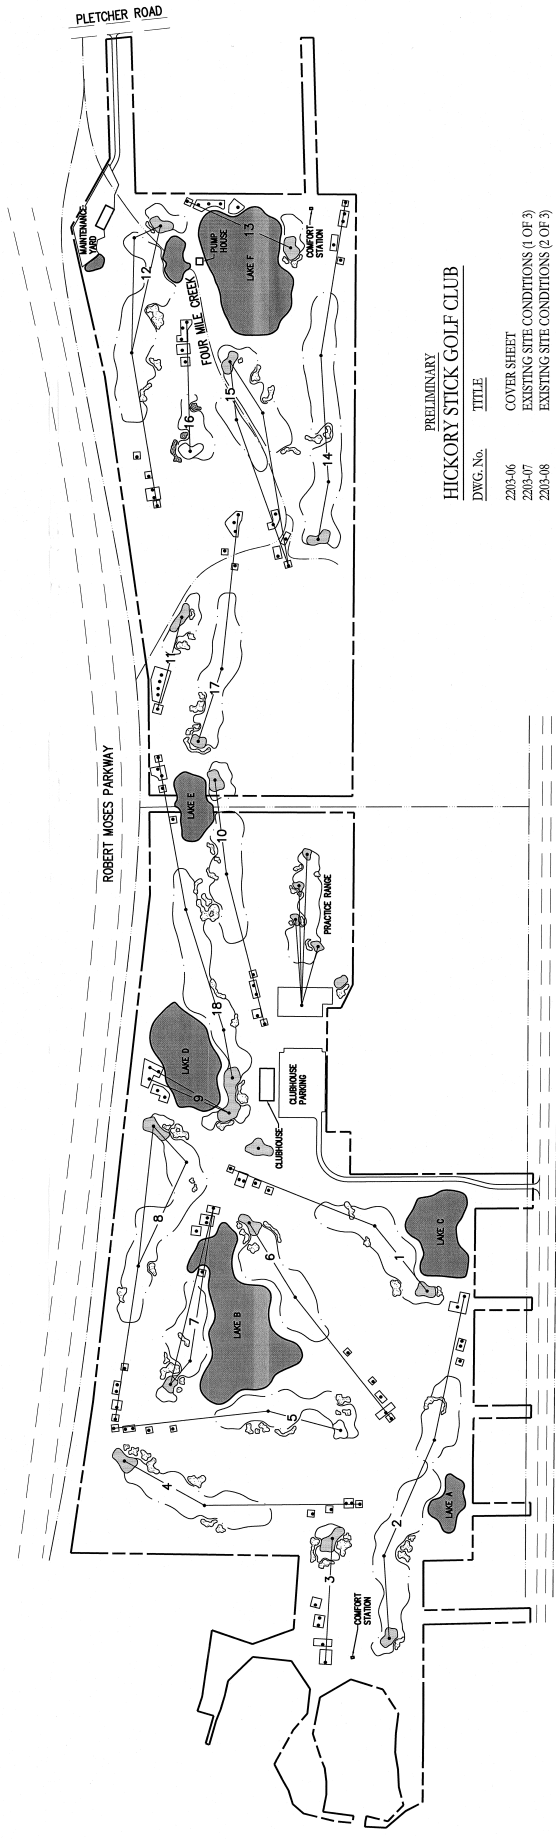 PLETCHER ROAD
MAINTENANCE
YARD
12
13
PUMP
HOUSE
LAKE F
COMFORT
STATION
FOUR MILE CREEK
16
15
14
11
17
ROBERT MOSES PARKWAY
LAKE E
10
PRACTICE RANGE
18
LAKE D
9
CLUBHOUSE
PARKING
CLUBHOUSE
8
6
1
LAKE C
7
LAKE B
5
4
2
LAKE A
3
COMFORT
STATION
PRELIMINARY
HICKORY STICK GOLF CLUB
DWG. No. TITLE
2203-06 COVER SHEET
2203-07 EXISTING SITE CONDITIONS (1 OF 3)
2203-08 EXISTING SITE CONDITIONS (2 OF 3)